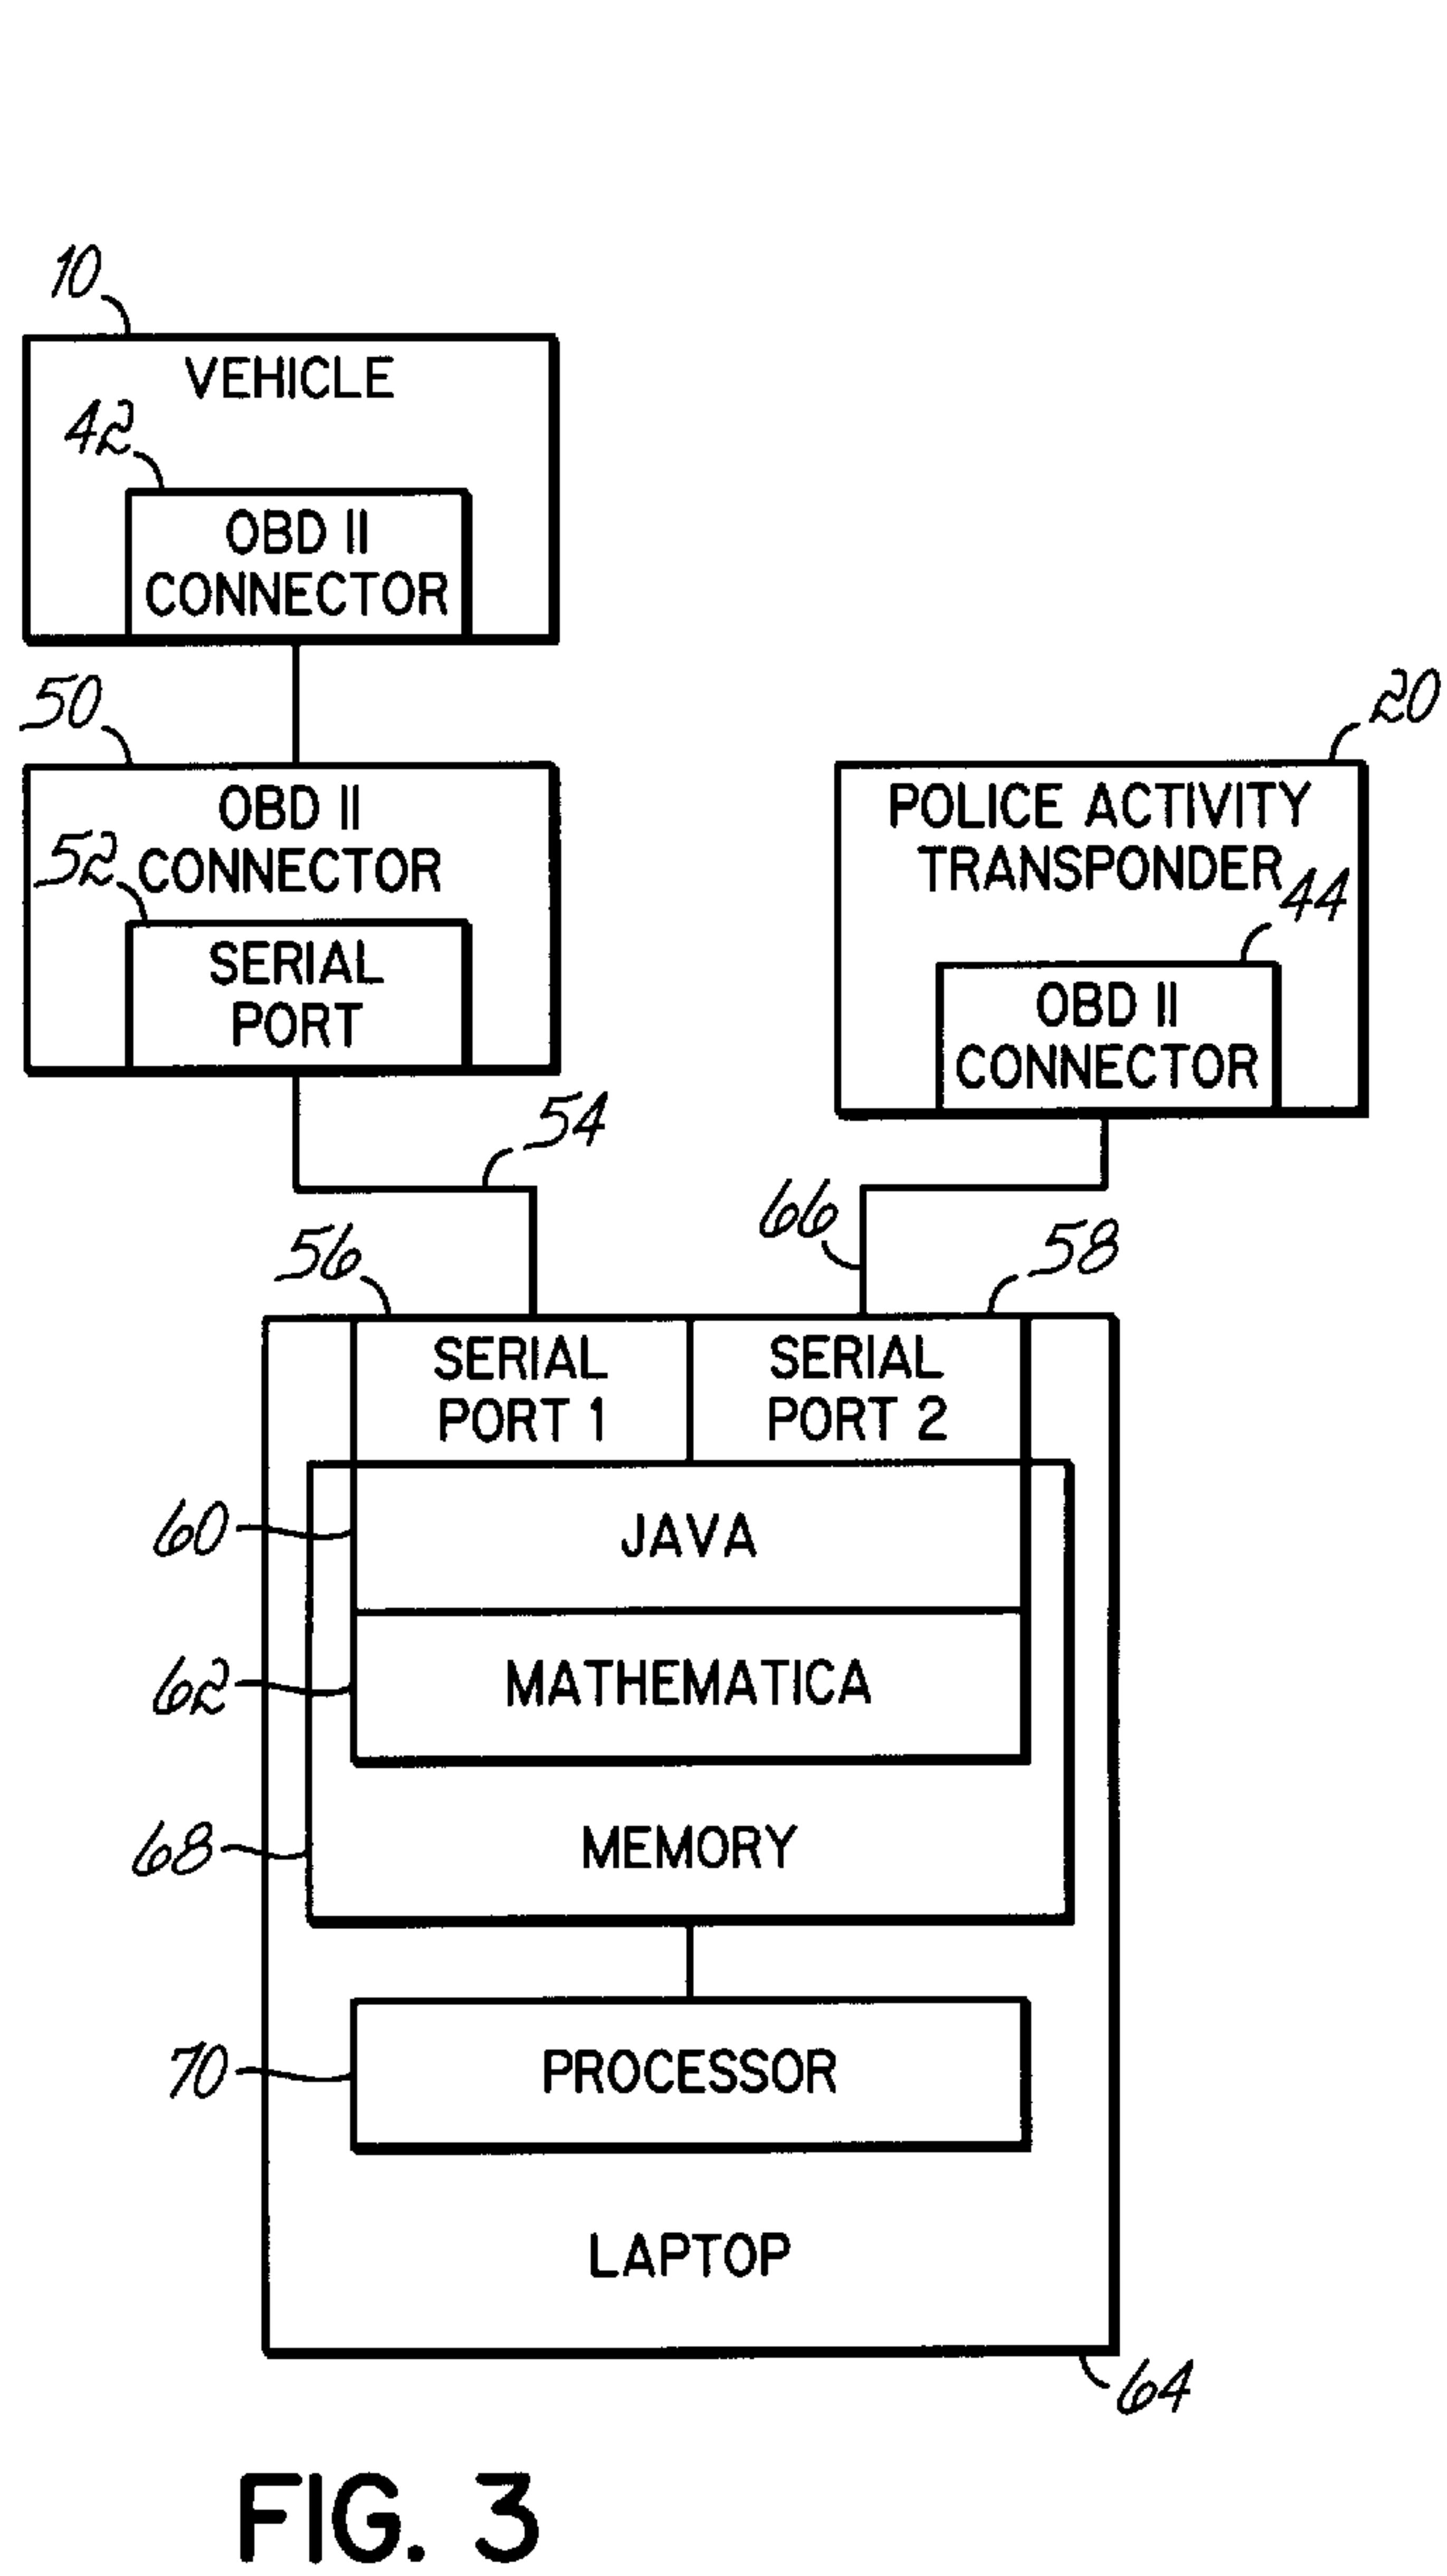 10
VEHICLE
42
OBD II
CONNECTOR
50
OBD II
52 CONNECTOR
SERIAL
PORT
20
POLICE ACTIVITY
TRANSPONDER
44
OBD II
CONNECTOR
54
66
56
58
SERIAL
PORT 1
SERIAL
PORT 2
60
JAVA
62
MATHEMATICA
68
MEMORY
70
PROCESSOR
LAPTOP
64
FIG. 3